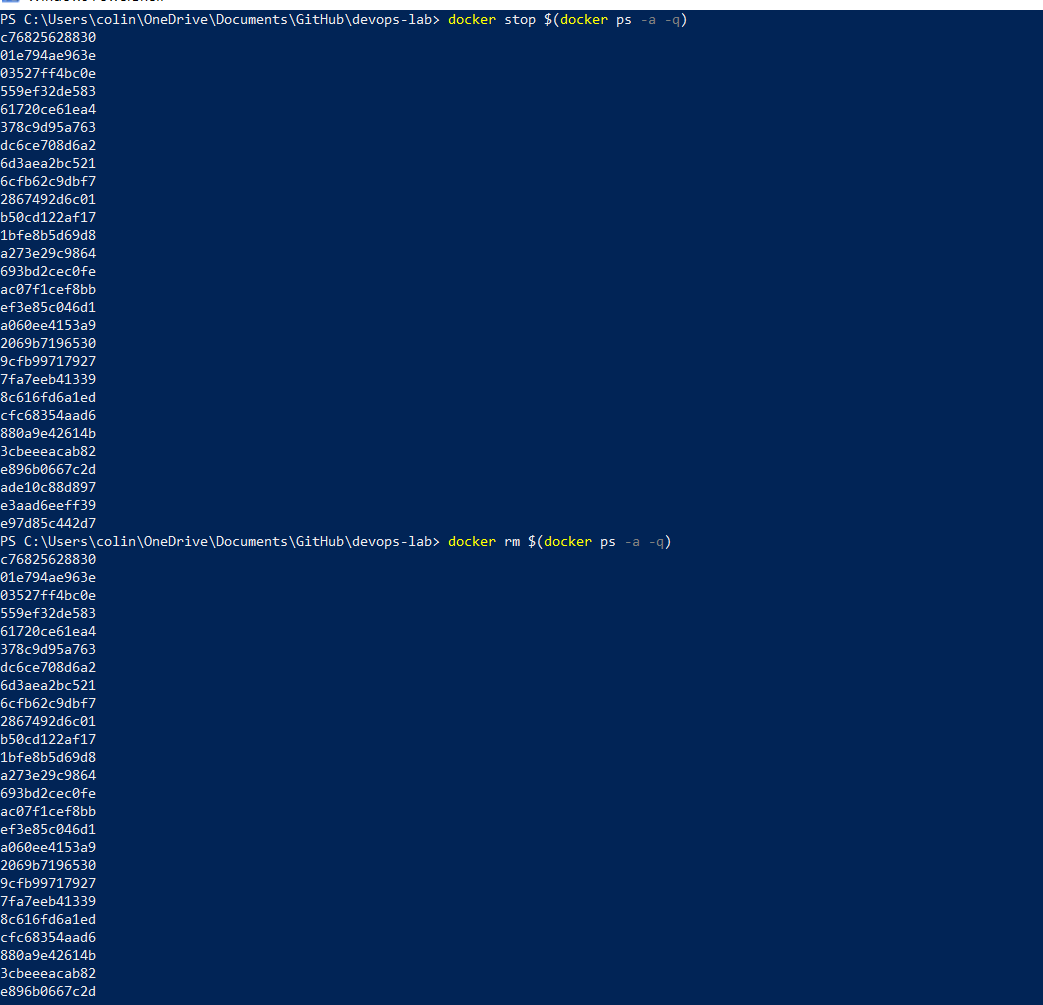 PS C:\Users\colin\OneDrive\Documents\GitHub\devops-lab> docker stop $(docker ps -a -q)
c76825628830
01e794ae963e
03527ff4bc0e
559ef32de583
61720ce61ea4
378c9d95a763
dc6ce708d6a2
6d3aea2bc521
6cfb62c9dbf7
2867492d6c01
b50cd122af17
1bfe8b5d69d8
a273e29c9864
693bd2cec0fe
ac07f1cef8bb
ef3e85c046d1
a060ee4153a9
2069b7196530
9cfb99717927
7fa7eeb41339
8c616fd6a1ed
cfc68354aad6
880a9e42614b
3cbeeeacab82
e896b0667c2d
ade10c88d897
e3aad6eeff39
e97d85c442d7
PS C:\Users\colin\OneDrive\Documents\GitHub\devops-lab> docker rm $(docker ps -a -q)
c76825628830
01e794ae963e
03527ff4bc0e
559ef32de583
61720ce61ea4
378c9d95a763
dc6ce708d6a2
6d3aea2bc521
6cfb62c9dbf7
2867492d6c01
b50cd122af17
1bfe8b5d69d8
a273e29c9864
693bd2cec0fe
ac07f1cef8bb
ef3e85c046d1
a060ee4153a9
2069b7196530
9cfb99717927
7fa7eeb41339
8c616fd6a1ed
cfc68354aad6
880a9e42614b
3cbeeeacab82
e896b0667c2d